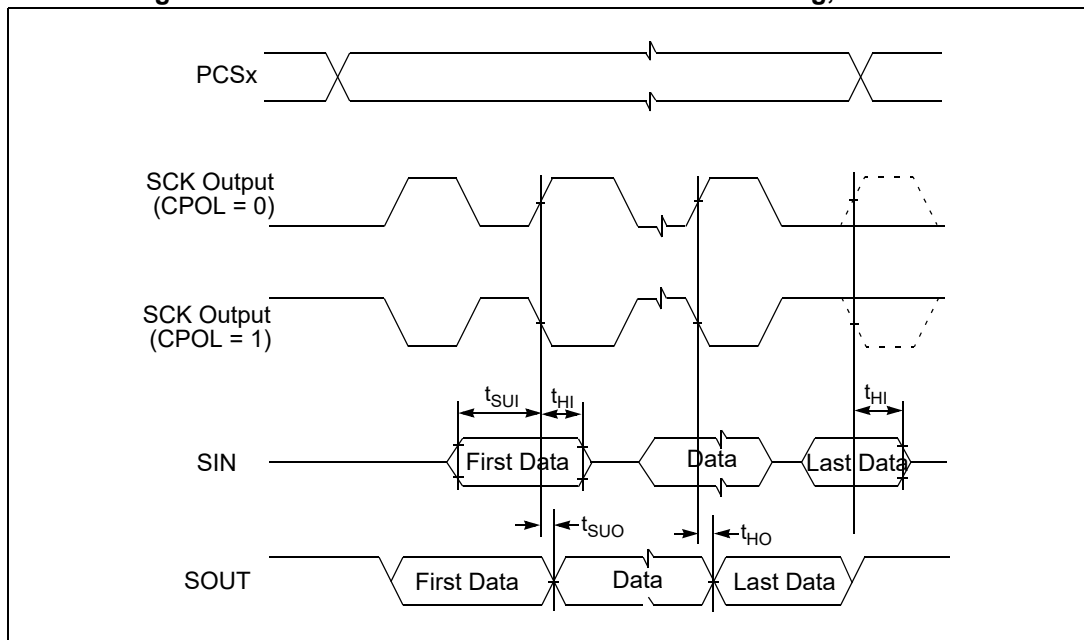 PCSx
SCK Output
(CPOL = 0)
SCK Output
(CPOL = 1)
tSUI
tHI
tHI
SIN
First Data
Data
Last Data
tSUO
tHO
SOUT
First Data
Data
Last Data